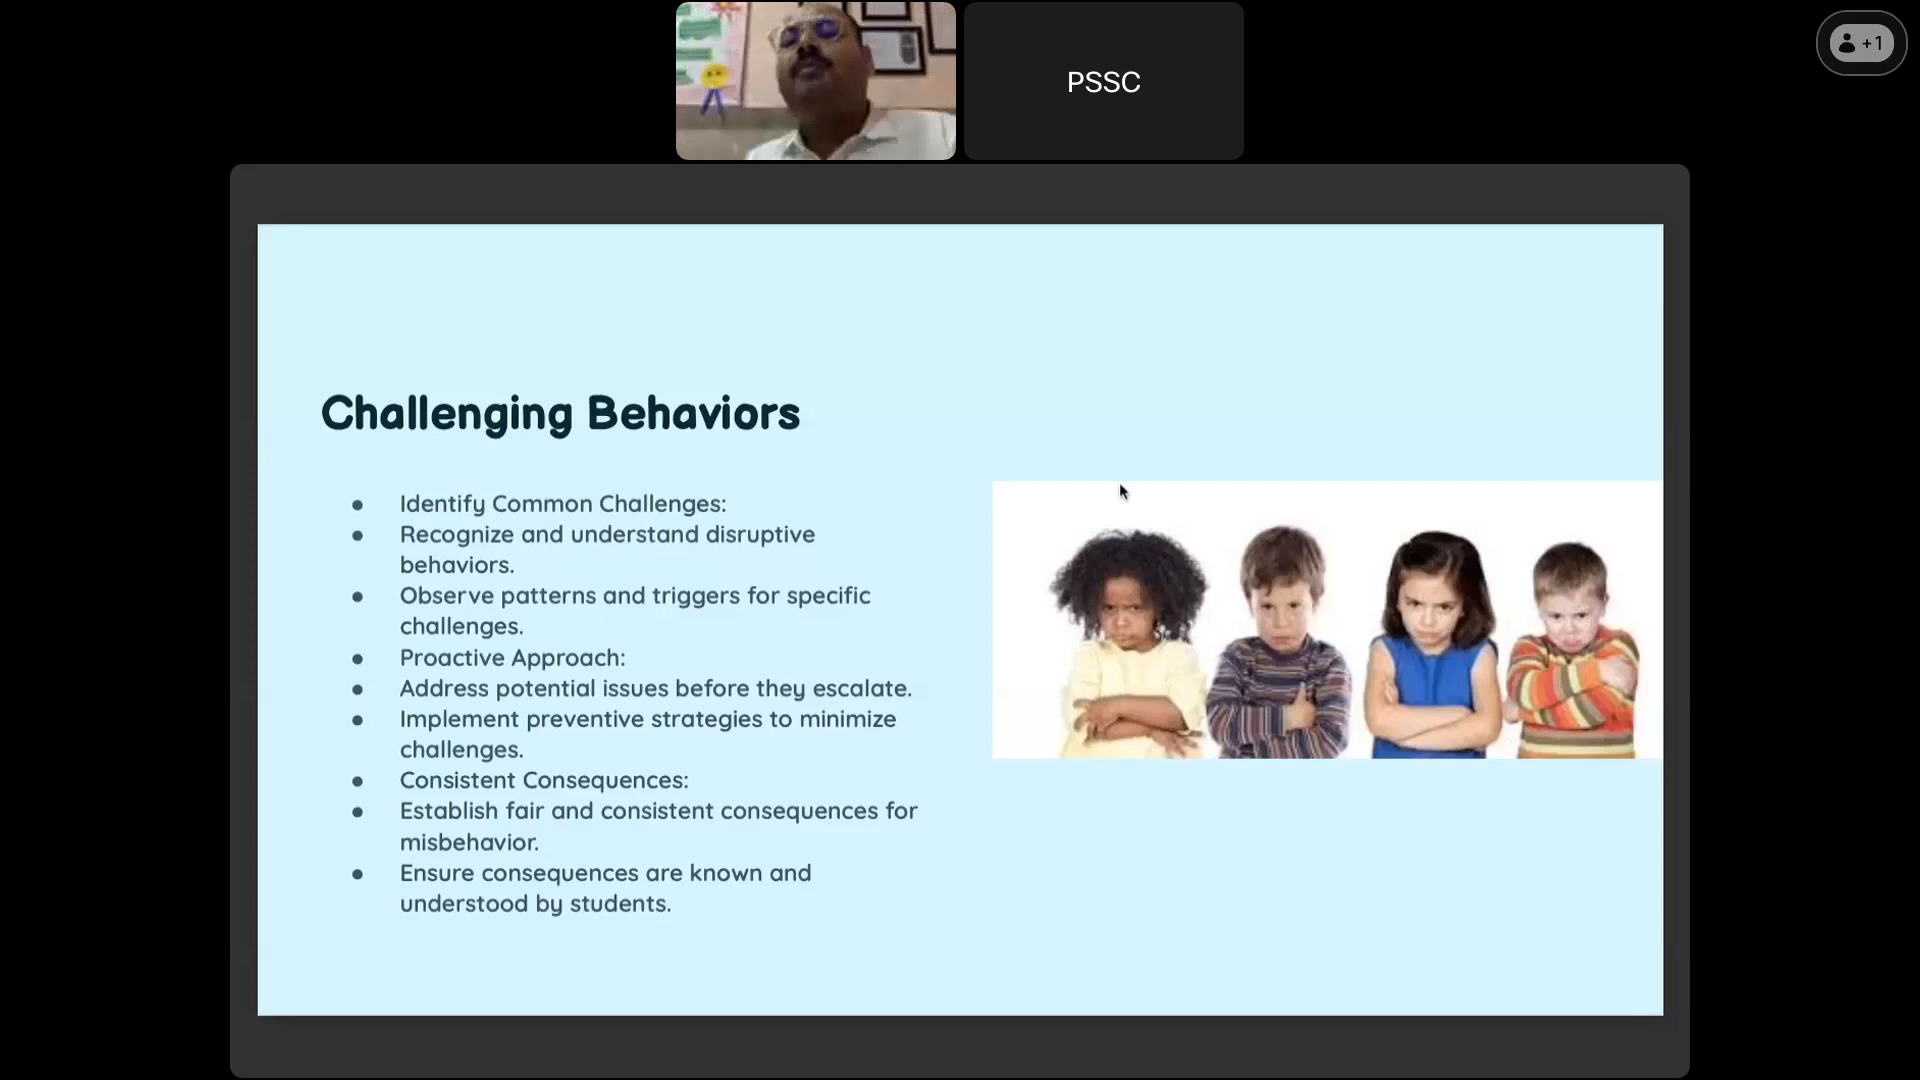 PSSC
+1
Challenging Behaviors
● Identify Common Challenges:
● Recognize and understand disruptive
behaviors.
● Observe patterns and triggers for specific
challenges.
● Proactive Approach:
● Address potential issues before they escalate.
● Implement preventive strategies to minimize
challenges.
● Consistent Consequences:
● Establish fair and consistent consequences for
misbehavior.
● Ensure consequences are known and
understood by students.